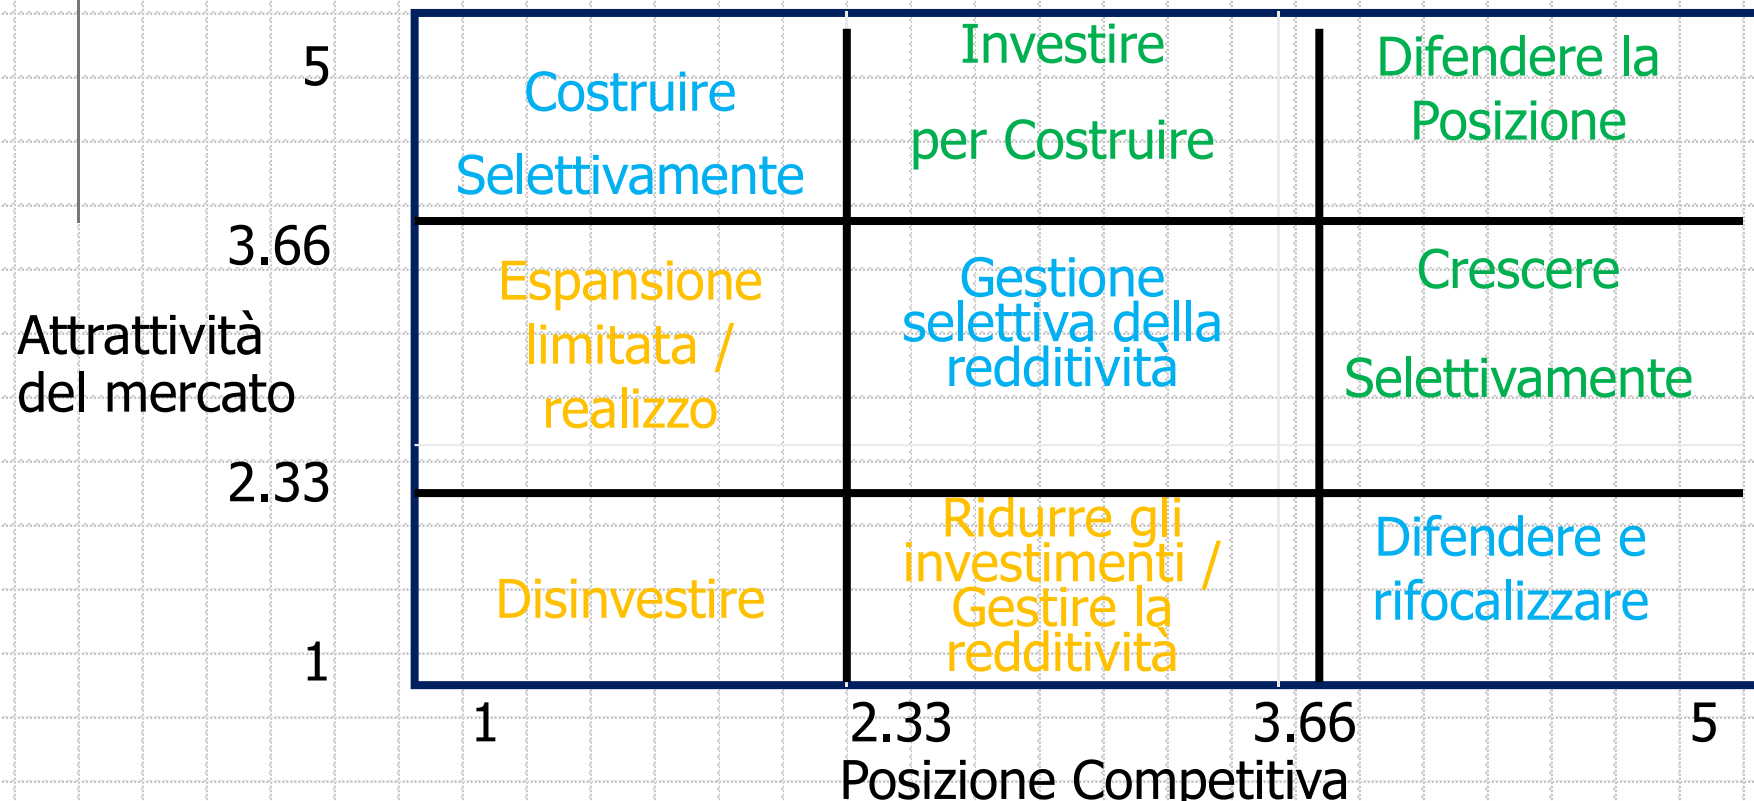 5
Costruire
Selettivamente
Investire
per Costruire
Difendere la
Posizione
3.66
Attrattività
del mercato
Espansione
limitata /
realizzo
Gestione
selettiva della
redditività
Crescere
Selettivamente
2.33
Disinvestire
Ridurre gli
investimenti /
Gestire la
redditività
Difendere e
rifocalizzare
1
1 2.33 3.66 5
Posizione Competitiva